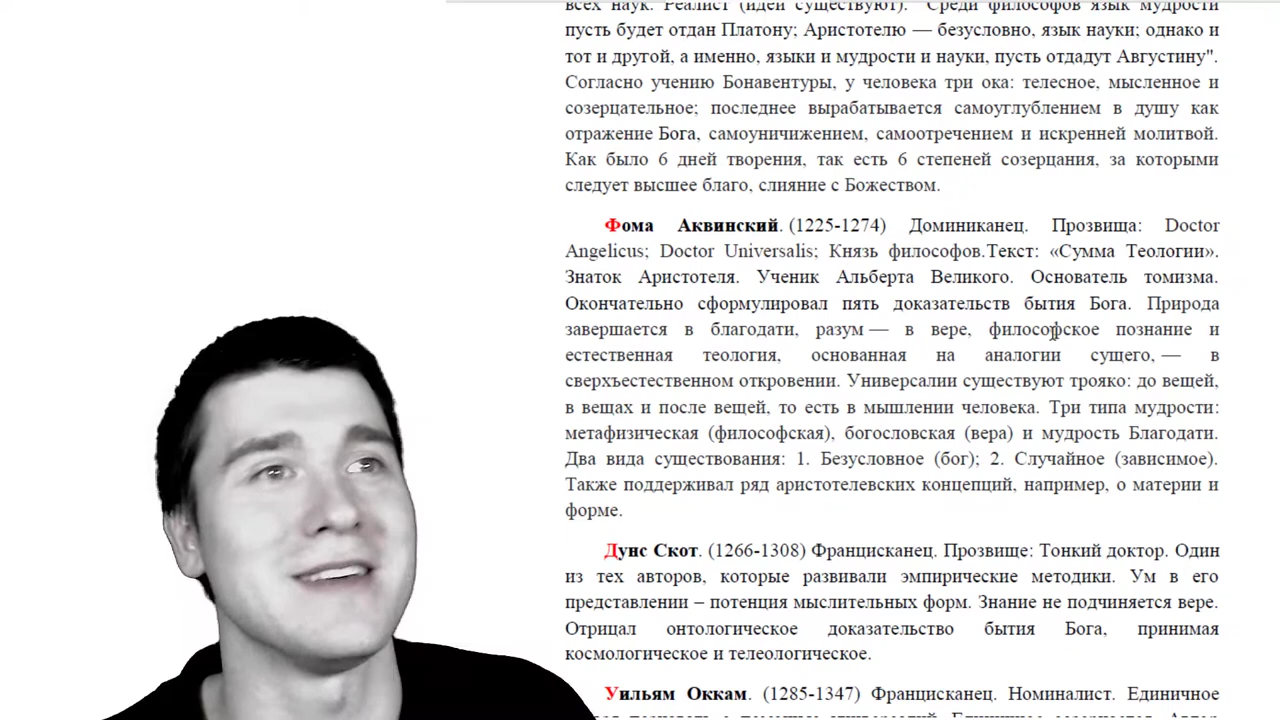 всех наук. Реалист (идеи существуют). "Среди философов язык мудрости
пусть будет отдан Платону; Аристотелю — безусловно, язык науки; однако и
тот и другой, а именно, языки и мудрости и науки, пусть отдадут Августину".
Согласно учению Бонавентуры, у человека три ока: телесное, мысленное и
созерцательное; последнее вырабатывается самоуглублением в душу как
отражение Бога, самоуничижением, самоотречением и искренней молитвой.
Как было 6 дней творения, так есть 6 степеней созерцания, за которыми
следует высшее благо, слияние с Божеством.
Фома Аквинский. (1225-1274) Доминиканец. Прозвища: Doctor
Angelicus; Doctor Universalis; Князь философов.Текст: «Сумма Теологии».
Знаток Аристотеля. Ученик Альберта Великого. Основатель томизма.
Окончательно сформулировал пять доказательств бытия Бога. Природа
завершается в благодати, разум — в вере, философское познание и
естественная теология, основанная на аналогии сущего, — в
сверхъестественном откровении. Универсалии существуют трояко: до вещей,
в вещах и после вещей, то есть в мышлении человека. Три типа мудрости:
метафизическая (философская), богословская (вера) и мудрость Благодати.
Два вида существования: 1. Безусловное (бог); 2. Случайное (зависимое).
Также поддерживал ряд аристотелевских концепций, например, о материи и
форме.
Дунс Скот. (1266-1308) Францисканец. Прозвище: Тонкий доктор. Один
из тех авторов, которые развивали эмпирические методики. Ум в его
представлении – потенция мыслительных форм. Знание не подчиняется вере.
Отрицал онтологическое доказательство бытия Бога, принимая
космологическое и телеологическое.
Уильям Оккам. (1285-1347) Францисканец. Номиналист. Единичное